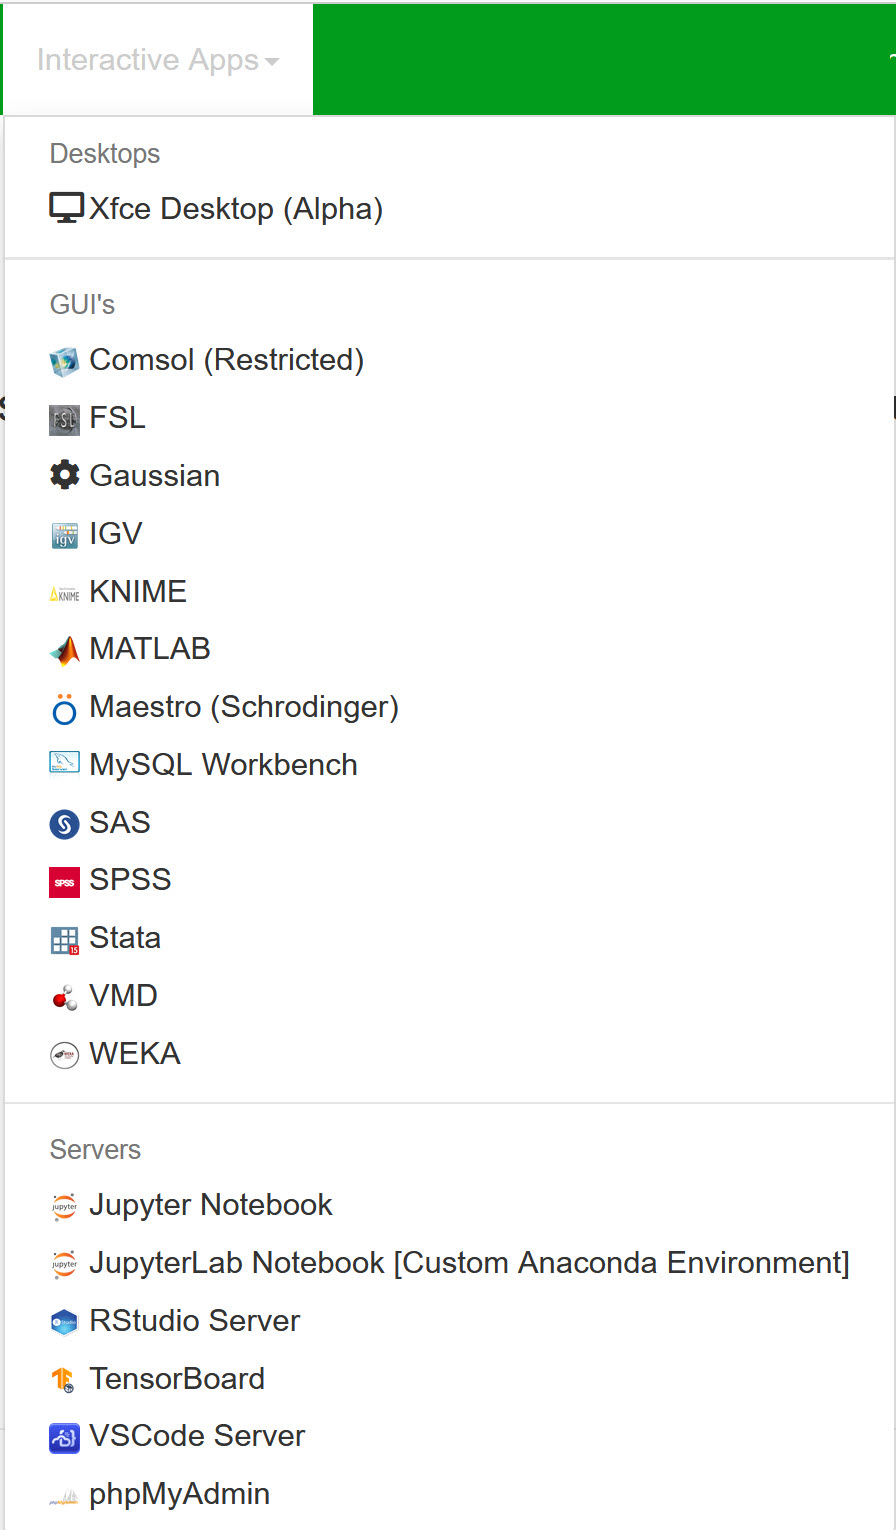 Interactive Apps
Desktops
Xfce Desktop (Alpha)
GUI's
Comsol (Restricted)
FSL
Gaussian
IGV
KNIME
MATLAB
Maestro (Schrodinger)
MySQL Workbench
SAS
SPSS
Stata
VMD
WEKA
Servers
Jupyter Notebook
JupyterLab Notebook [Custom Anaconda Environment]
RStudio Server
TensorBoard
VSCode Server
phpMyAdmin